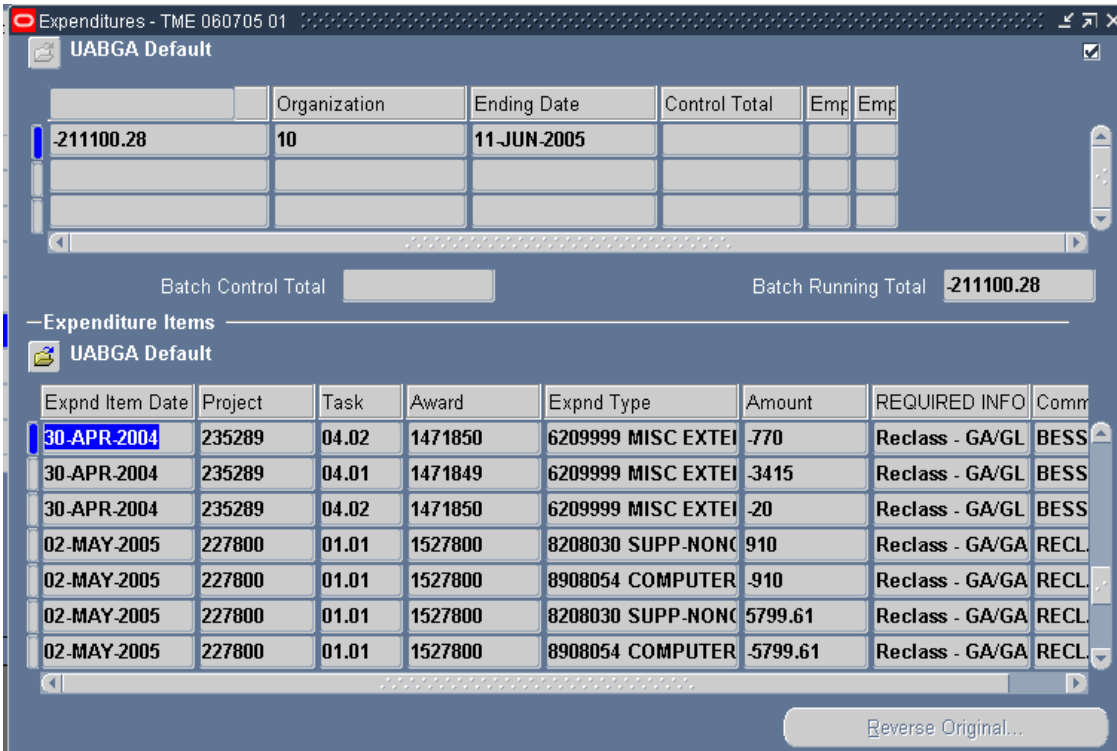 Expenditures - TME 060705 01
UABGA Default
Organization Ending Date Control Total Emp Emp
-211100.28 10 11-JUN-2005
Batch Control Total Batch Running Total -211100.28
Expenditure Items
UABGA Default
Expnd Item Date Project Task Award Expnd Type Amount REQUIRED INFO Comm
30-APR-2004 235289 04.02 1471850 6209999 MISC EXTE -770 Reclass - GA/GL BESS
30-APR-2004 235289 04.01 1471849 6209999 MISC EXTE -3415 Reclass - GA/GL BESS
30-APR-2004 235289 04.02 1471850 6209999 MISC EXTE -20 Reclass - GA/GL BESS
02-MAY-2005 227800 01.01 1527800 8208030 SUPP-NON 910 Reclass - GA/GA RECL
02-MAY-2005 227800 01.01 1527800 8908054 COMPUTER -910 Reclass - GA/GA RECL.
02-MAY-2005 227800 01.01 1527800 8208030 SUPP-NON 5799.61 Reclass - GA/GA RECL.
02-MAY-2005 227800 01.01 1527800 8908054 COMPUTER -5799.61 Reclass - GA/GA RECL.
Reverse Original...